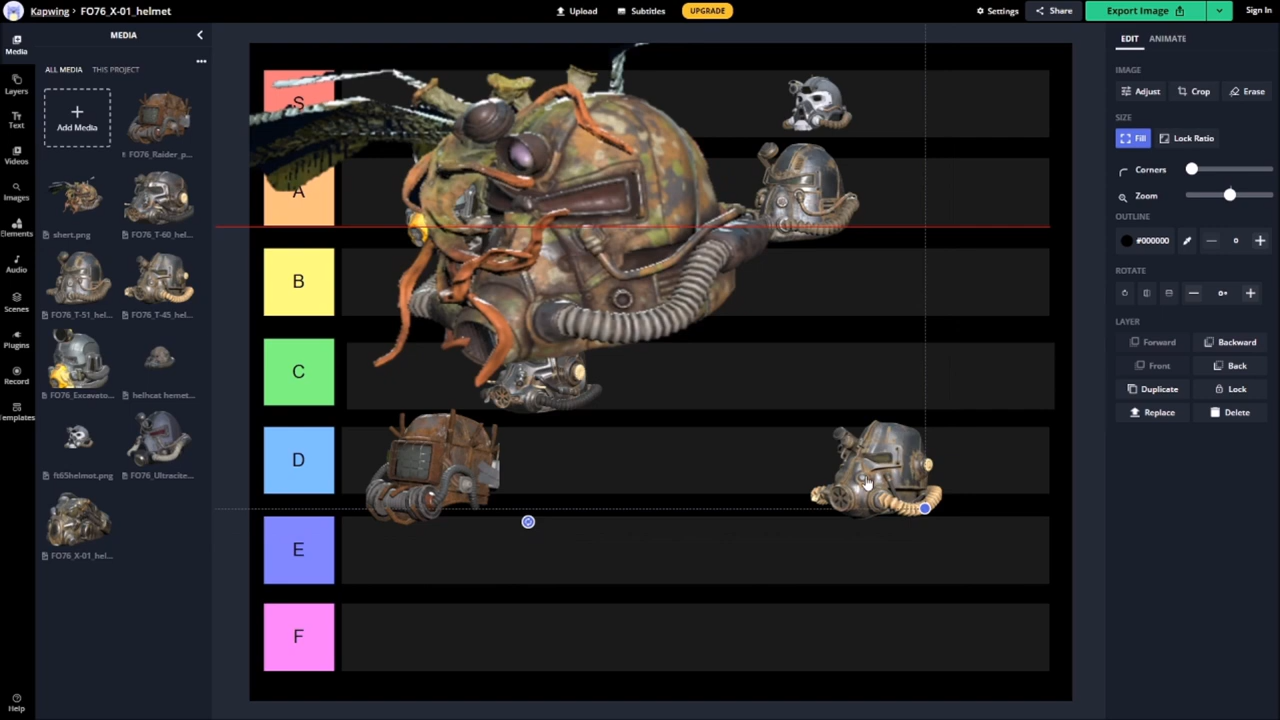 Kapwing > FO76_X-01_helmet
Upload
Subtitles
UPGRADE
Settings
Share
Export Image
Sign In
Media
Layers
Text
Videos
Images
Elements
Audio
Scenes
Plugins
Record
Templates
Help
MEDIA
ALL MEDIA
THIS PROJECT
Add Media
FO76_Raider_p...
shert.png
FO76_T-60_hel...
FO76_T-51_hel...
FO76_T-45_hel...
FO76_Excavato...
helhcat hemet...
ft65helmot.png
FO76_Ultracite...
FO76_X-01_hel...
S
A
B
C
D
E
F
EDIT
ANIMATE
IMAGE
Adjust
Crop
Erase
SIZE
Fill
Lock Ratio
Corners
Zoom
OUTLINE
#000000
ROTATE
LAYER
Forward
Backward
Front
Back
Duplicate
Lock
Replace
Delete